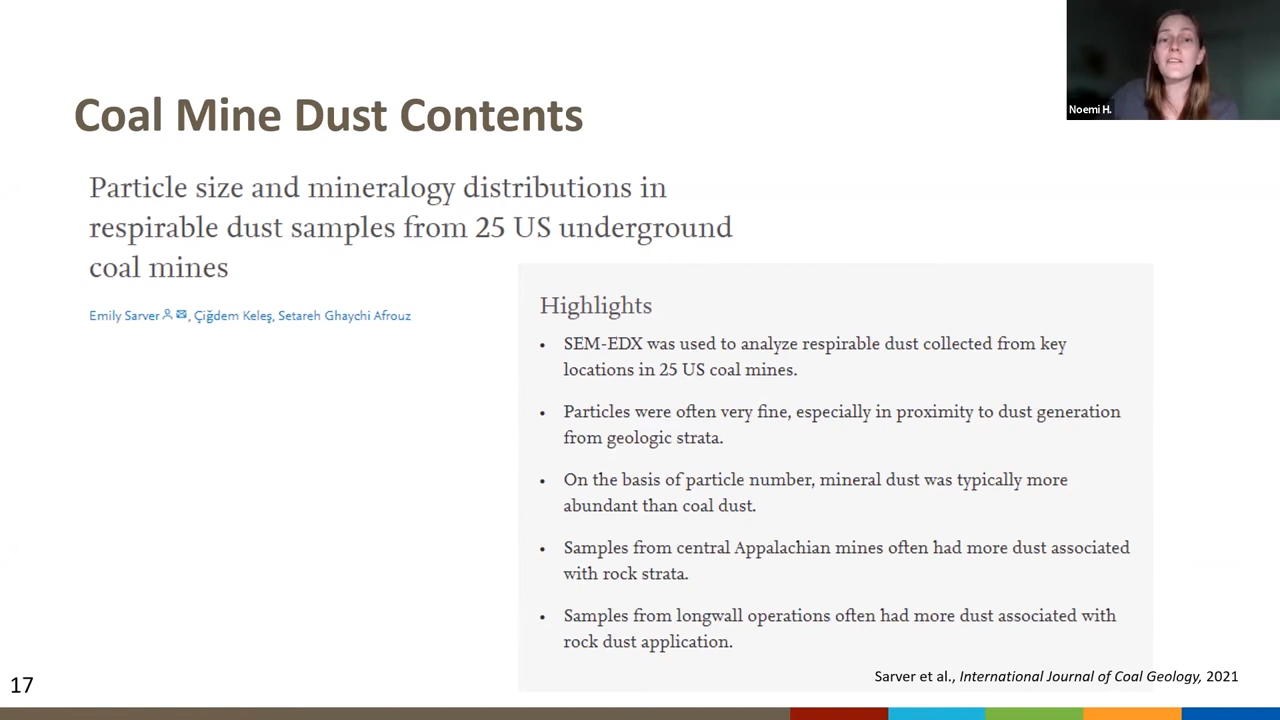 Noemi H.
Coal Mine Dust Contents
Particle size and mineralogy distributions in
respirable dust samples from 25 US underground
coal mines
Emily Sarver, Çiğdem Keleş, Setareh Ghaychi Afrouz
Highlights
• SEM-EDX was used to analyze respirable dust collected from key
locations in 25 US coal mines.
• Particles were often very fine, especially in proximity to dust generation
from geologic strata.
• On the basis of particle number, mineral dust was typically more
abundant than coal dust.
• Samples from central Appalachian mines often had more dust associated
with rock strata.
• Samples from longwall operations often had more dust associated with
rock dust application.
Sarver et al., International Journal of Coal Geology, 2021
17